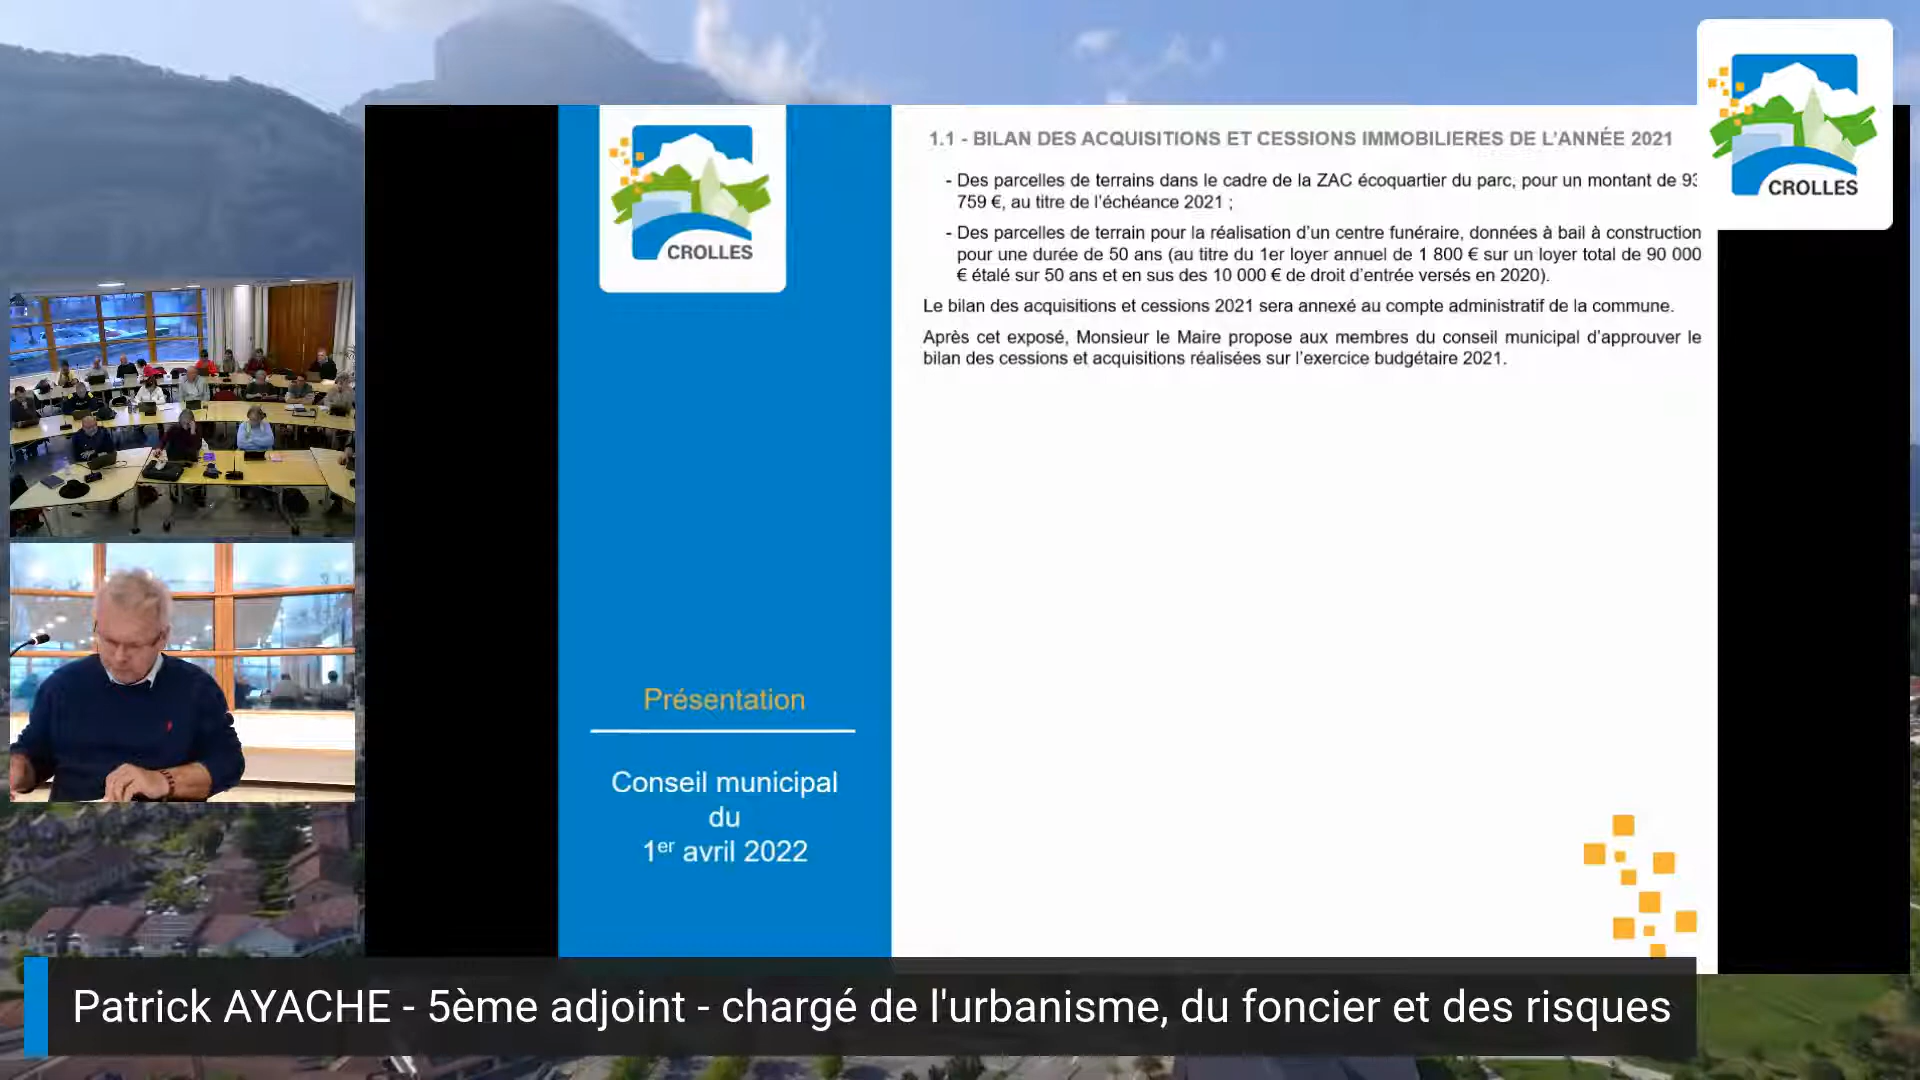 CROLLES
1.1 - BILAN DES ACQUISITIONS ET CESSIONS IMMOBILIERES DE L'ANNÉE 2021
- Des parcelles de terrains dans le cadre de la ZAC écoquartier du parc, pour un montant de
759 €, au titre de l'échéance 2021 ;
- Des parcelles de terrain pour la réalisation d'un centre funéraire, données à bail à construction
pour une durée de 50 ans (au titre du 1er loyer annuel de 1 800 € sur un loyer total de 90 000
€ étalé sur 50 ans et en sus des 10 000 € de droit d'entrée versés en 2020).
Le bilan des acquisitions et cessions 2021 sera annexé au compte administratif de la commune.
Après cet exposé, Monsieur le Maire propose aux membres du conseil municipal d'approuver le
bilan des cessions et acquisitions réalisées sur l'exercice budgétaire 2021.
CROLLES
Présentation
Conseil municipal
du
1er avril 2022
Patrick AYACHE - 5ème adjoint - chargé de l'urbanisme, du foncier et des risques